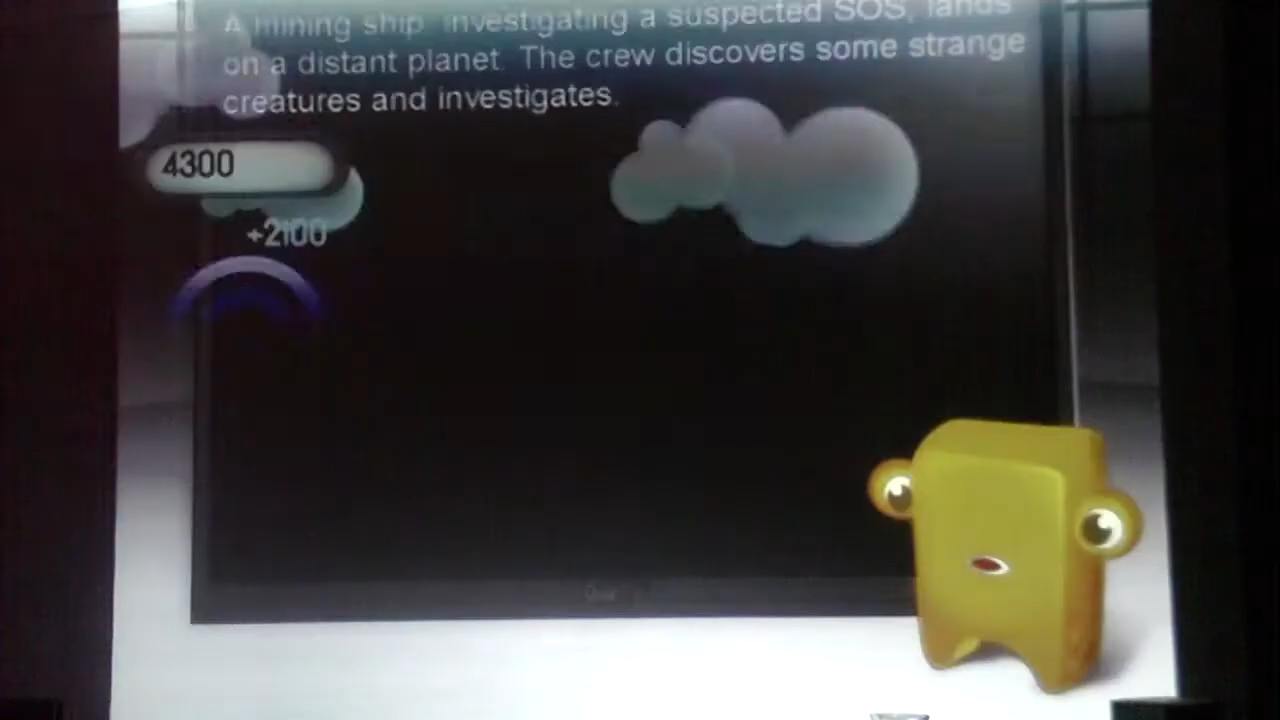 A mining ship investigating a suspected SOS, lands
on a distant planet. The crew discovers some strange
creatures and investigates.
4300
+2100